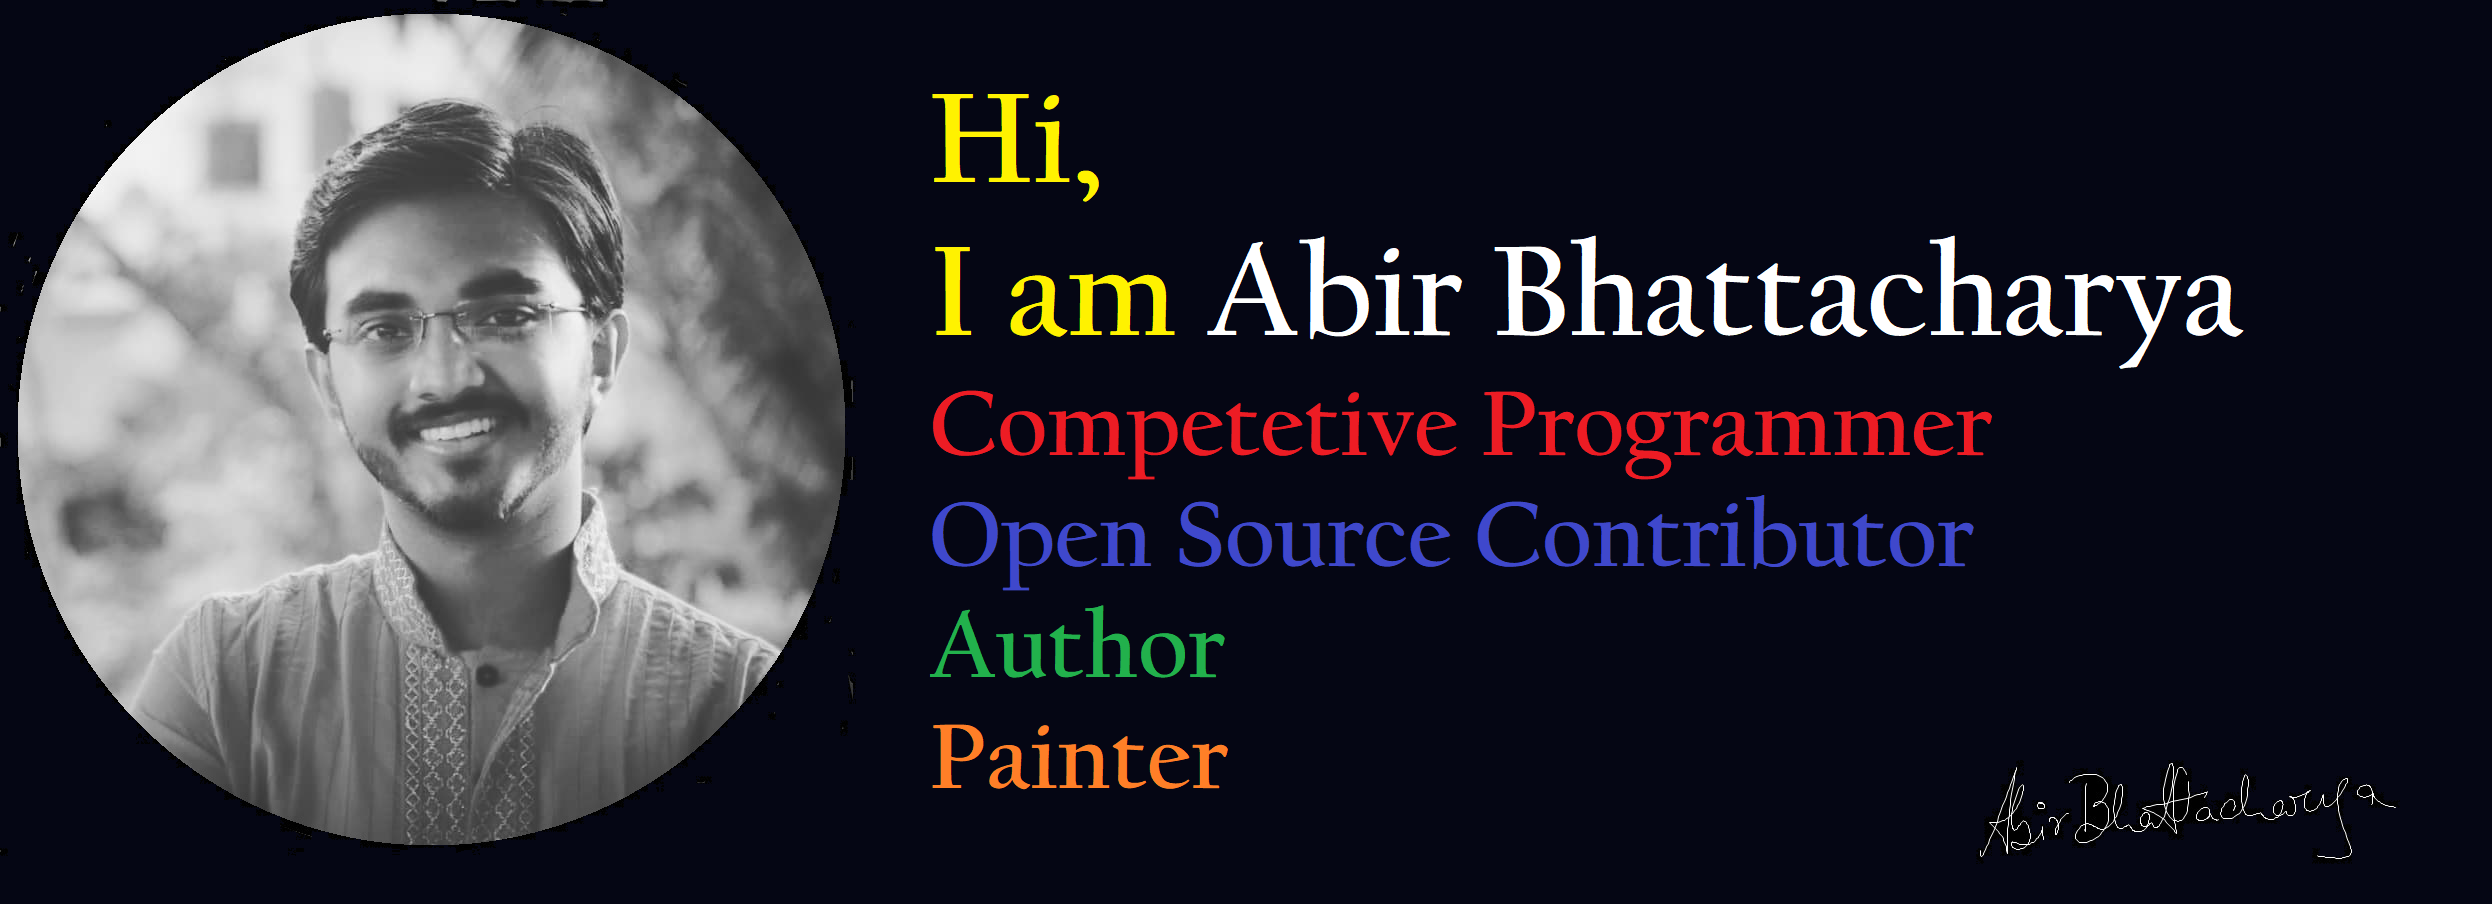 Hi,
I am Abir Bhattacharya
Competetive Programmer
Open Source Contributor
Author
Painter
Abir Bhattacharya